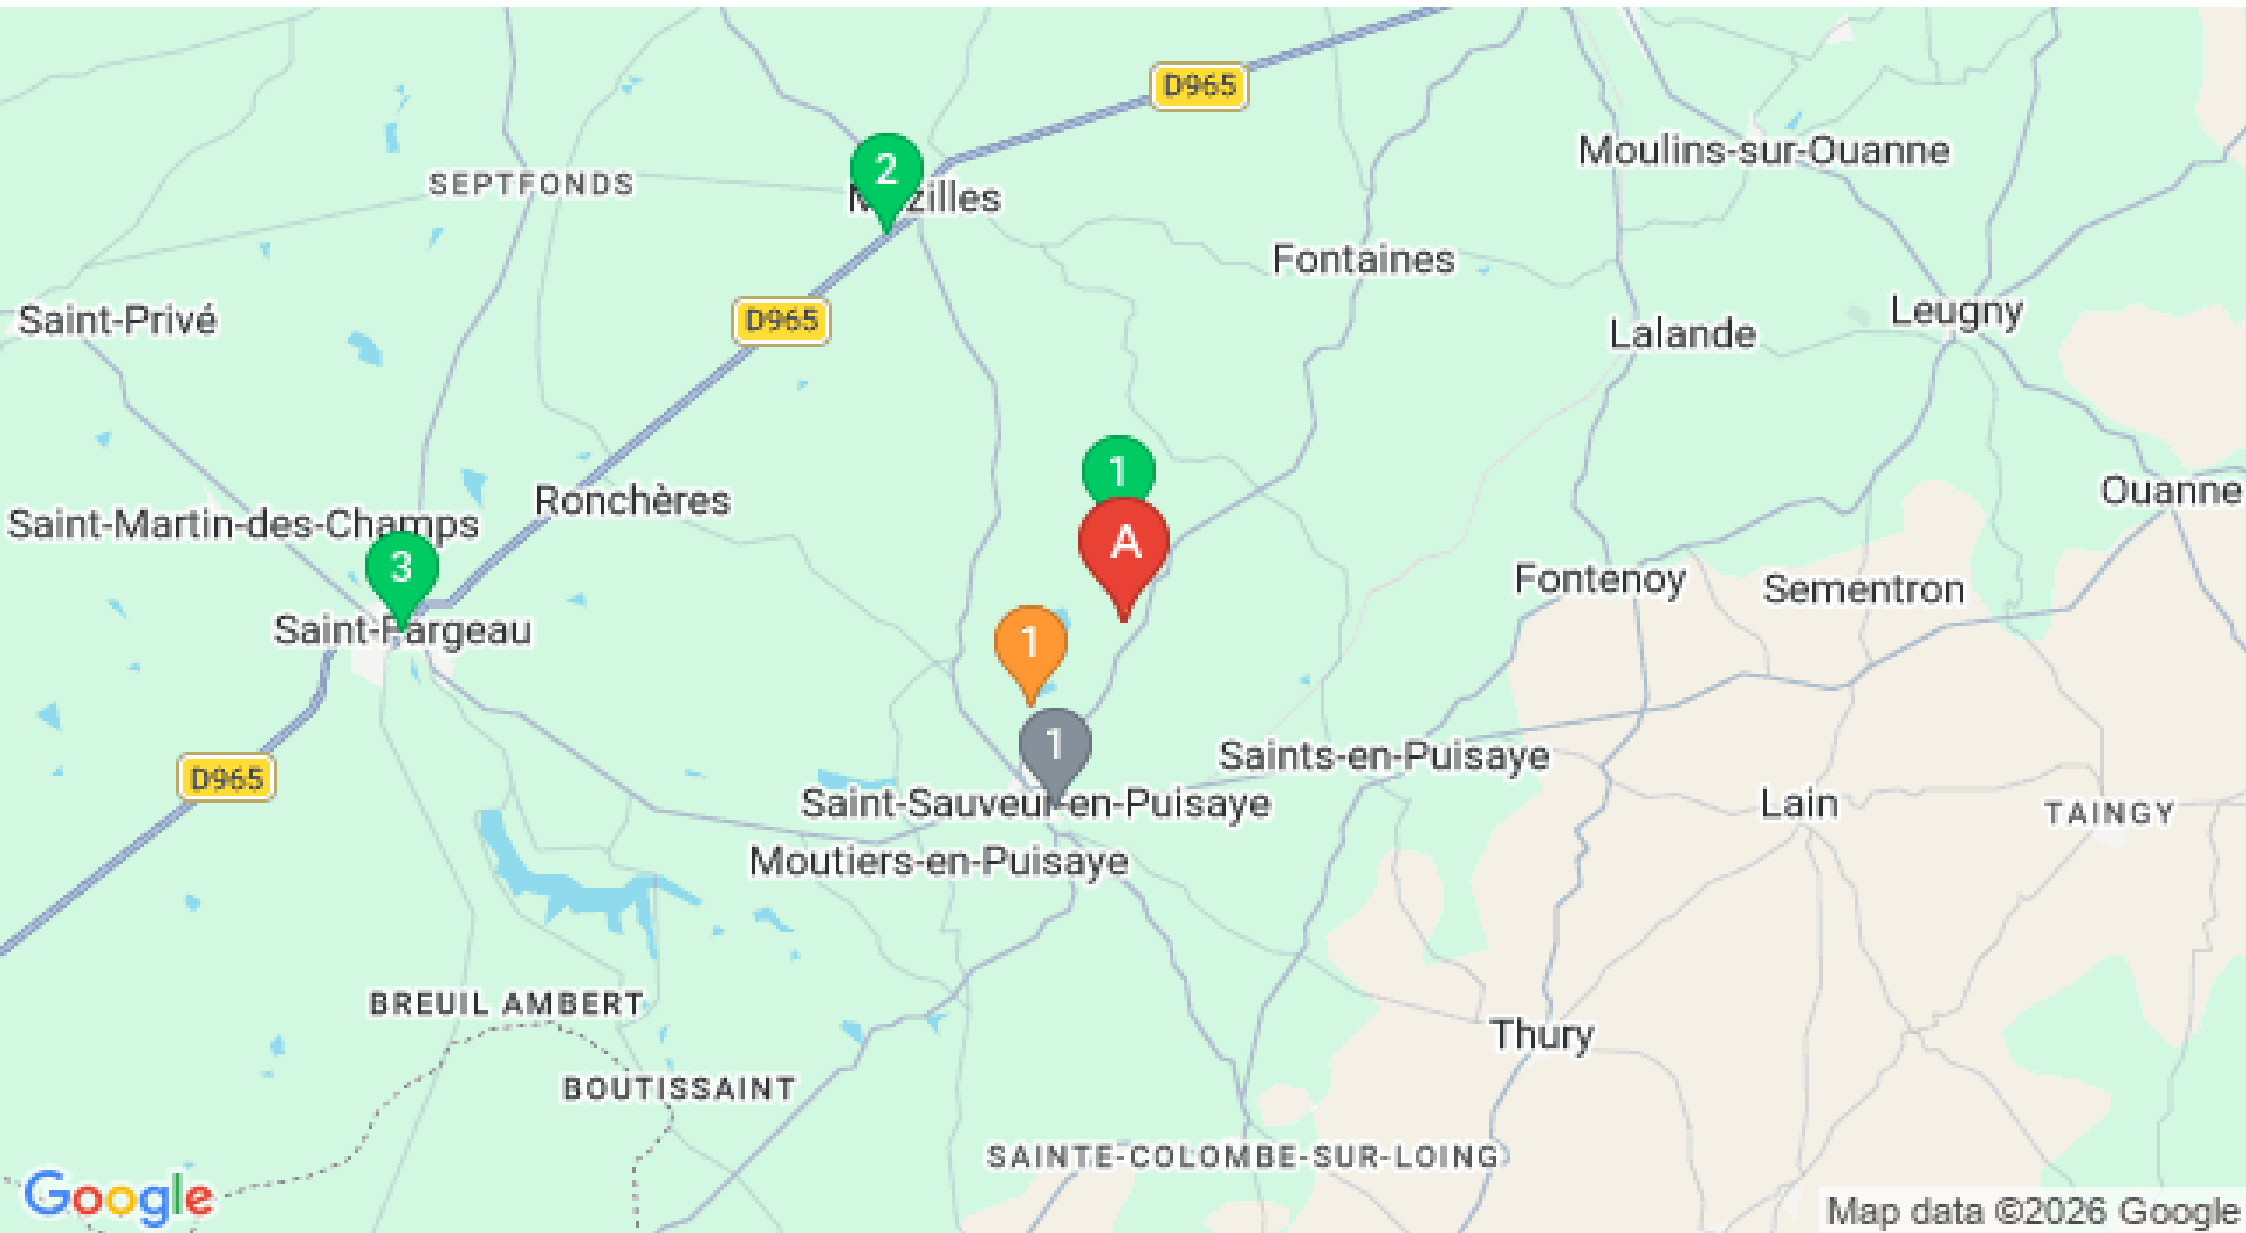 D965
Moulins-sur-Ouanne
2
SEPTFONDS
Fontaines
Saint-Privé
D965
Leugny
Lalande
1
Ronchères
Ouanne
Saint-Martin-des-Champs
A
3
Fontenoy
Sementron
Saint-Fargeau
1
1
Saints-en-Puisaye
D965
Saint-Sauveur-en-Puisaye
Lain
TAINGY
Moutiers-en-Puisaye
BREUIL AMBERT
Thury
BOUTISSAINT
SAINTE-COLOMBE-SUR-LOING
Google
Map data ©2026 Google